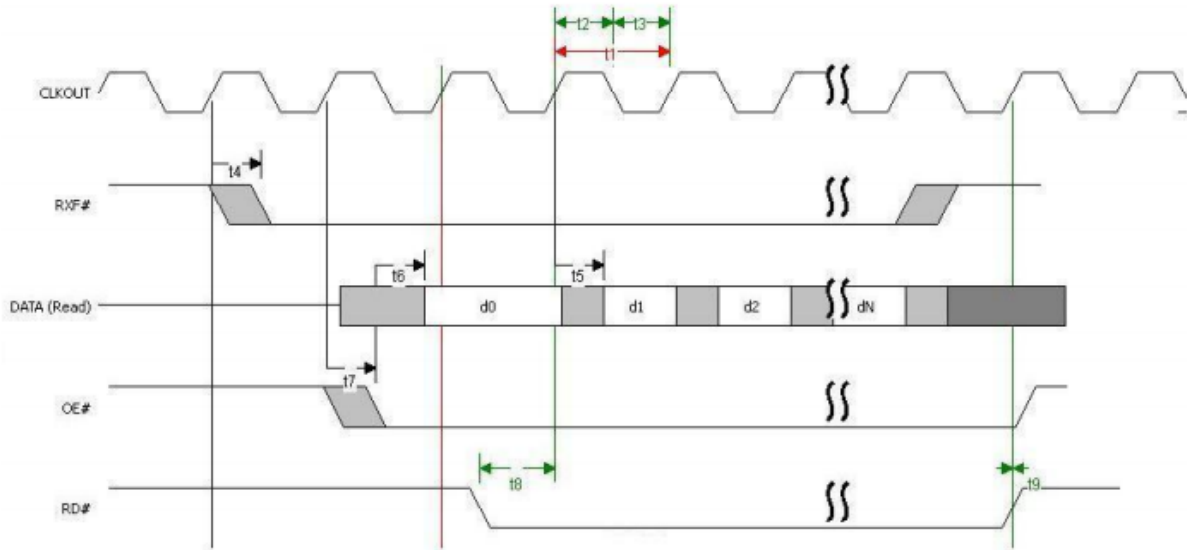 t2 t3
t1
CLKOUT
t4
RXF#
t6 t5
DATA (Read) d0 d1 d2 dN
t7
OE#
t8 t9
RD#